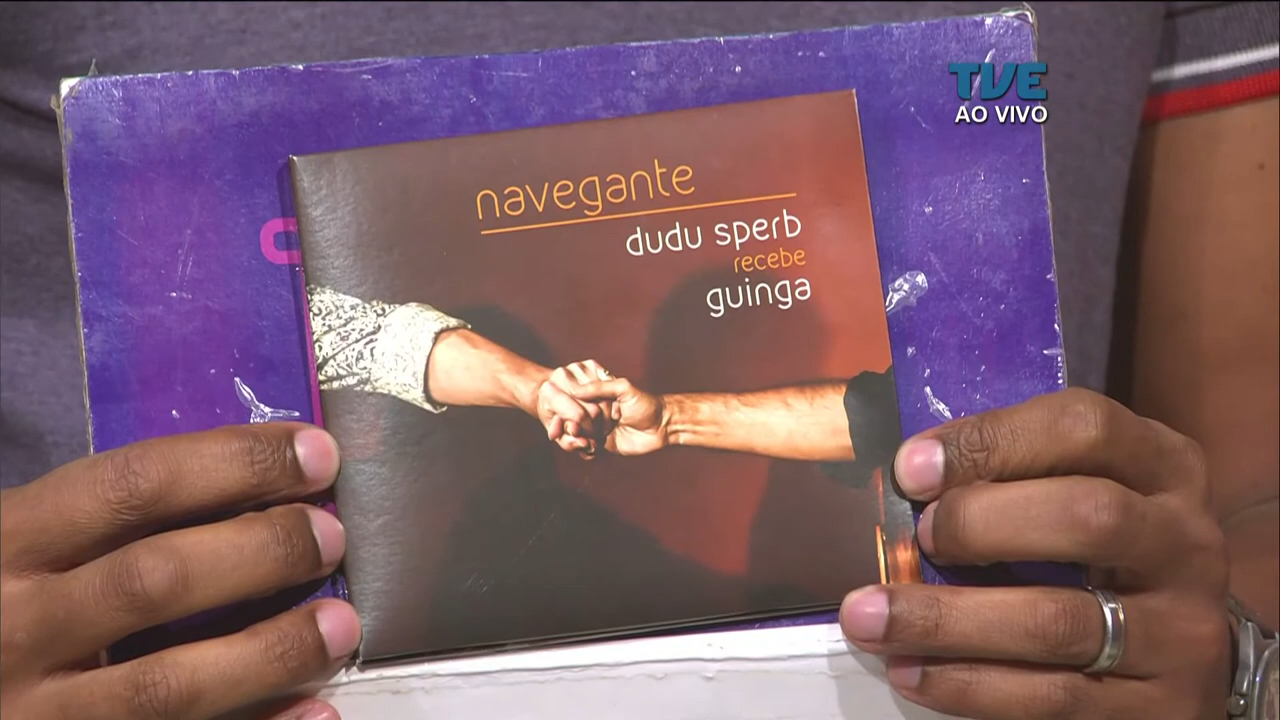 TVE
AO VIVO
navegante
dudu sperb
recebe
guinga